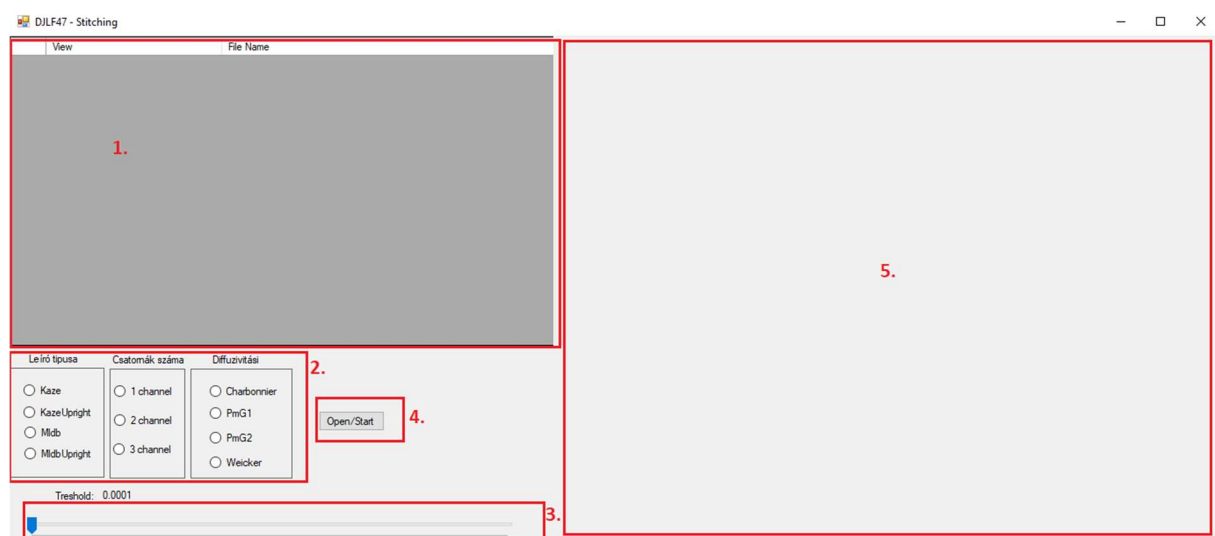 DJLF47 - Stitching
View File Name
1.
5.
Leíró típusa Csatornák száma Diffuzivitási
2.
Kaze 1 channel Charbonnier
KazeUpright 2 channel PmG1
Mldb 3 channel PmG2
MldbUpright Weicker
Open/Start 4.
Treshold: 0.0001
3.